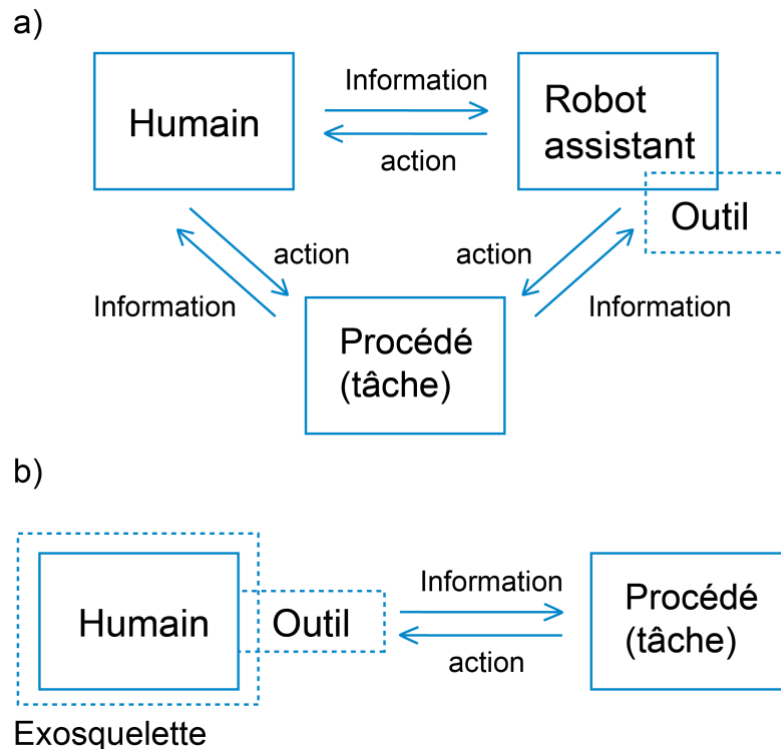 a)
Information
Humain
Robot
assistant
action
Outil
action
action
Information
Information
Procédé
(tâche)
b)
Information
Humain
Outil
action
Procédé
(tâche)
Exosquelette